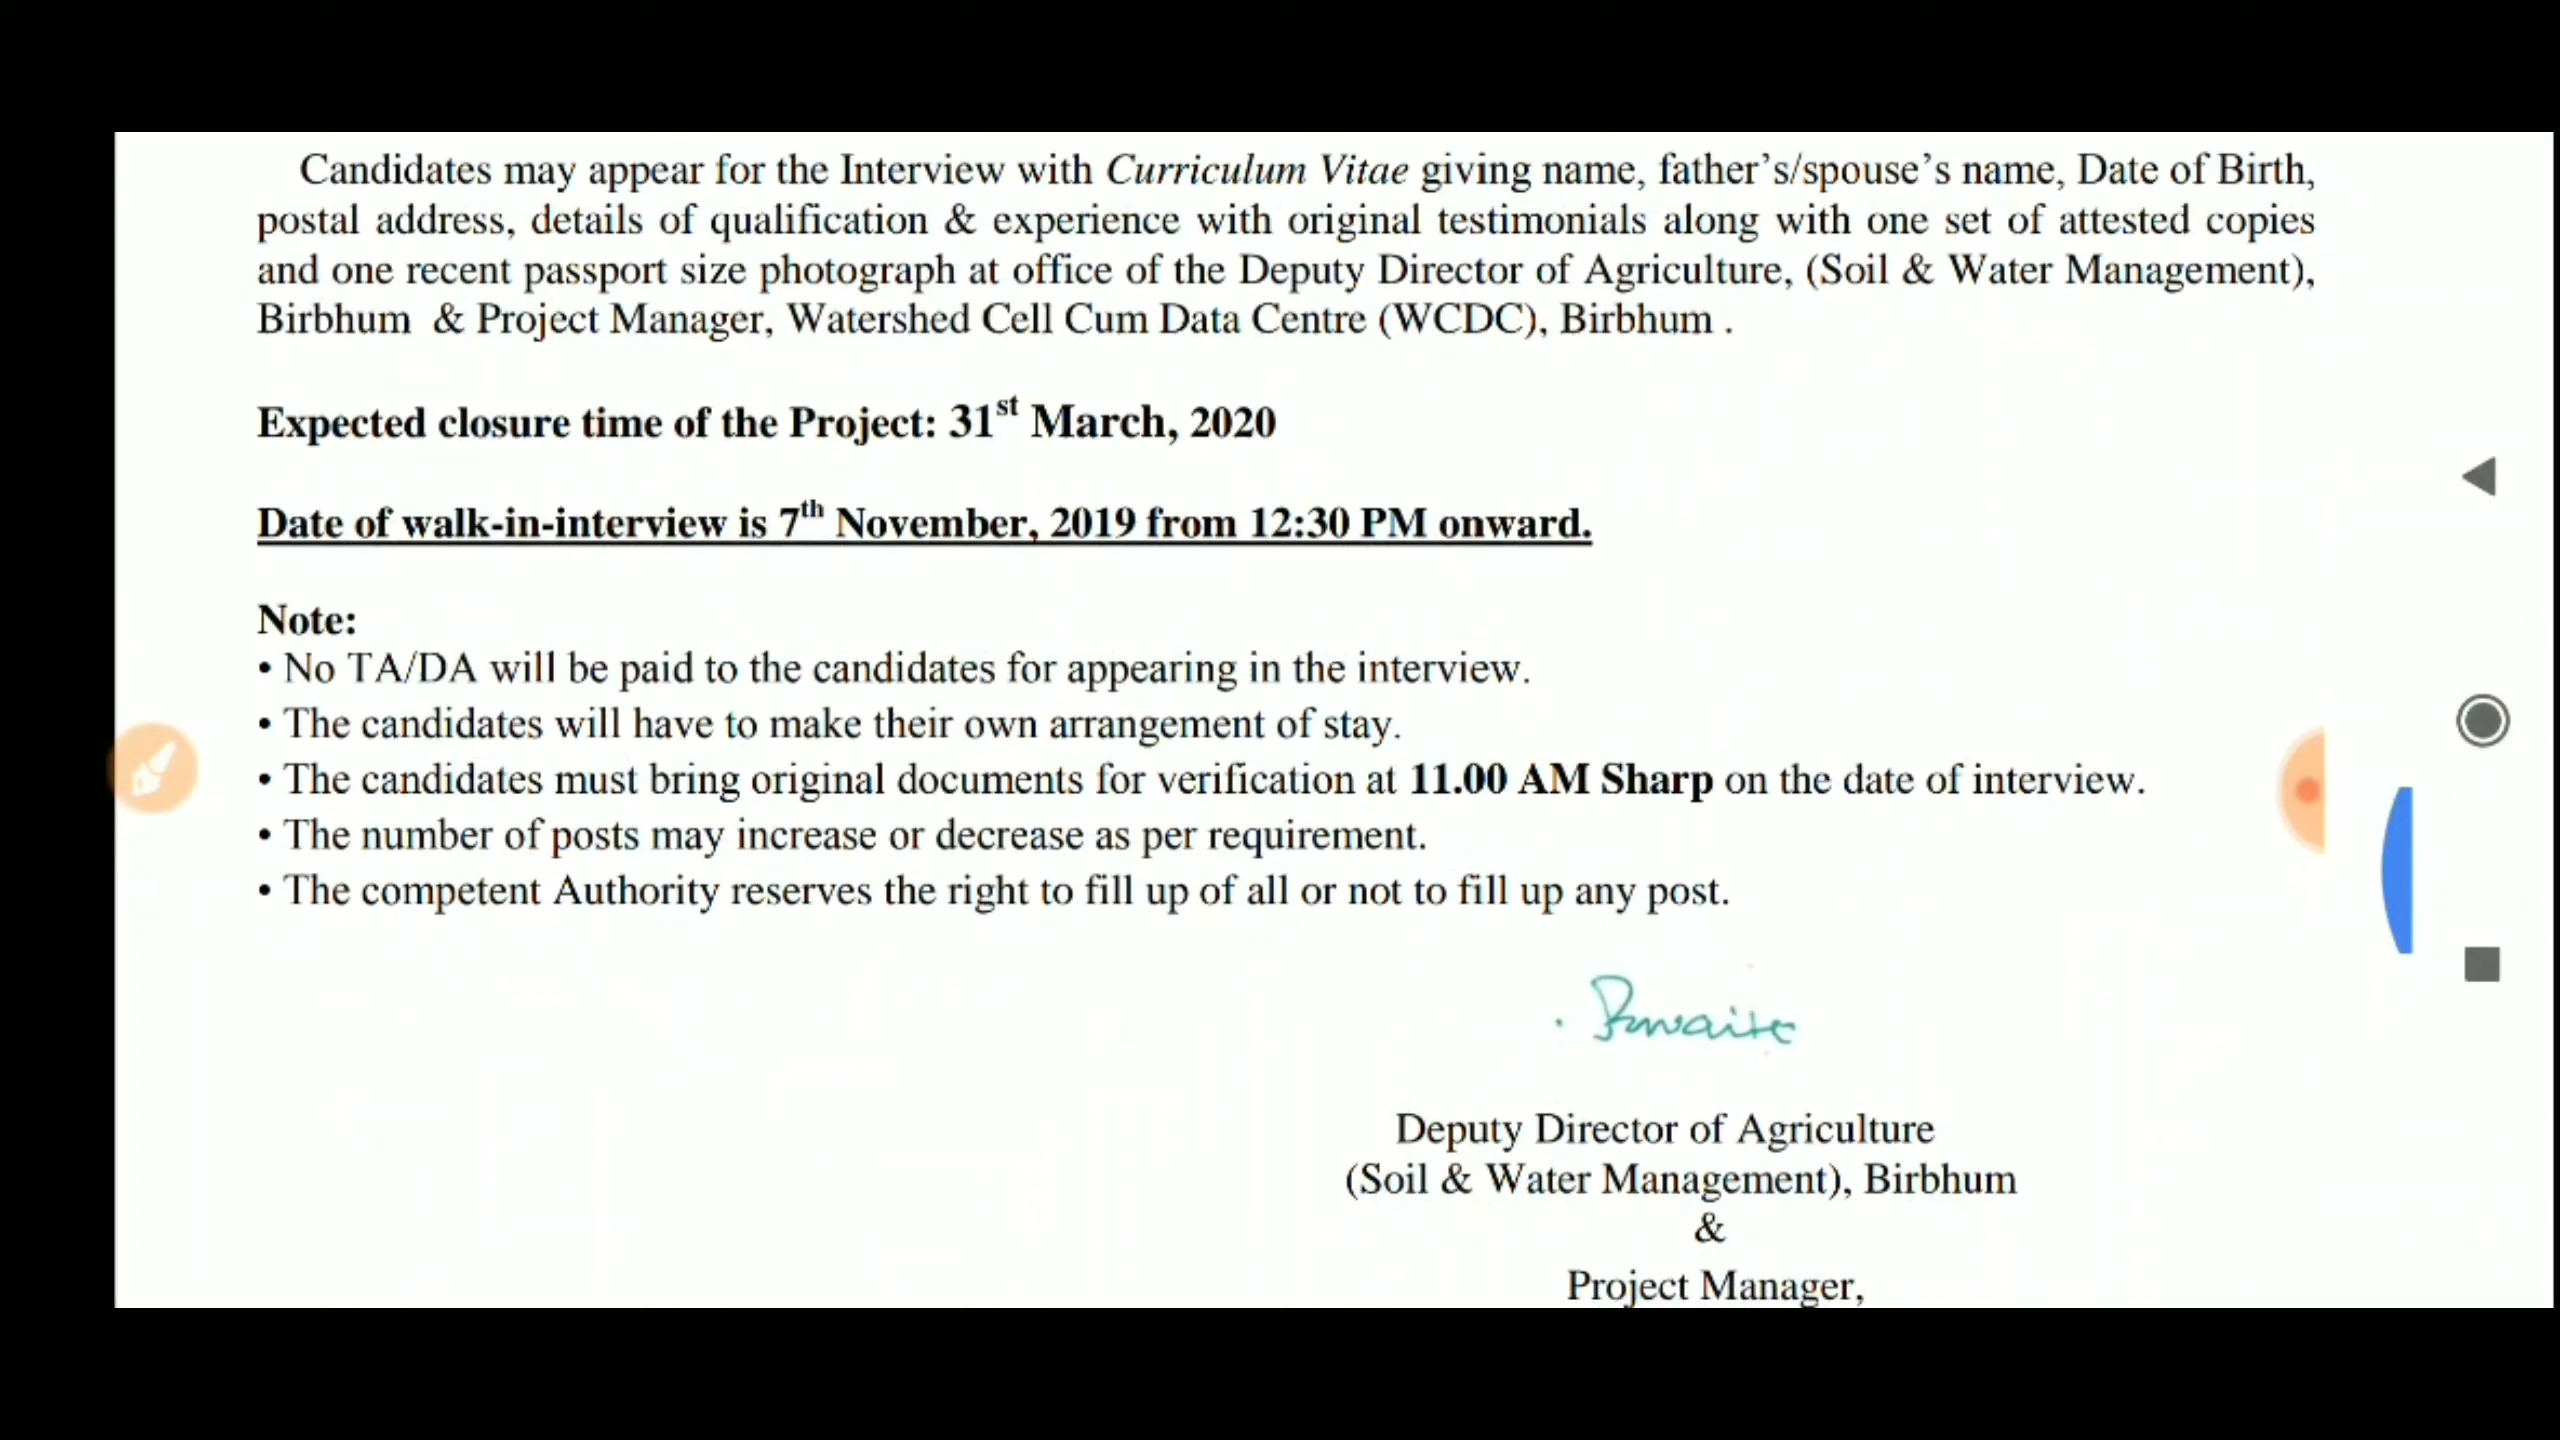 Candidates may appear for the Interview with Curriculum Vitae giving name, father’s/spouse’s name, Date of Birth,
postal address, details of qualification & experience with original testimonials along with one set of attested copies
and one recent passport size photograph at office of the Deputy Director of Agriculture, (Soil & Water Management),
Birbhum & Project Manager, Watershed Cell Cum Data Centre (WCDC), Birbhum .
Expected closure time of the Project: 31st March, 2020
Date of walk-in-interview is 7th November, 2019 from 12:30 PM onward.
Note:
• No TA/DA will be paid to the candidates for appearing in the interview.
• The candidates will have to make their own arrangement of stay.
• The candidates must bring original documents for verification at 11.00 AM Sharp on the date of interview.
• The number of posts may increase or decrease as per requirement.
• The competent Authority reserves the right to fill up of all or not to fill up any post.
Deputy Director of Agriculture
(Soil & Water Management), Birbhum
&
Project Manager,